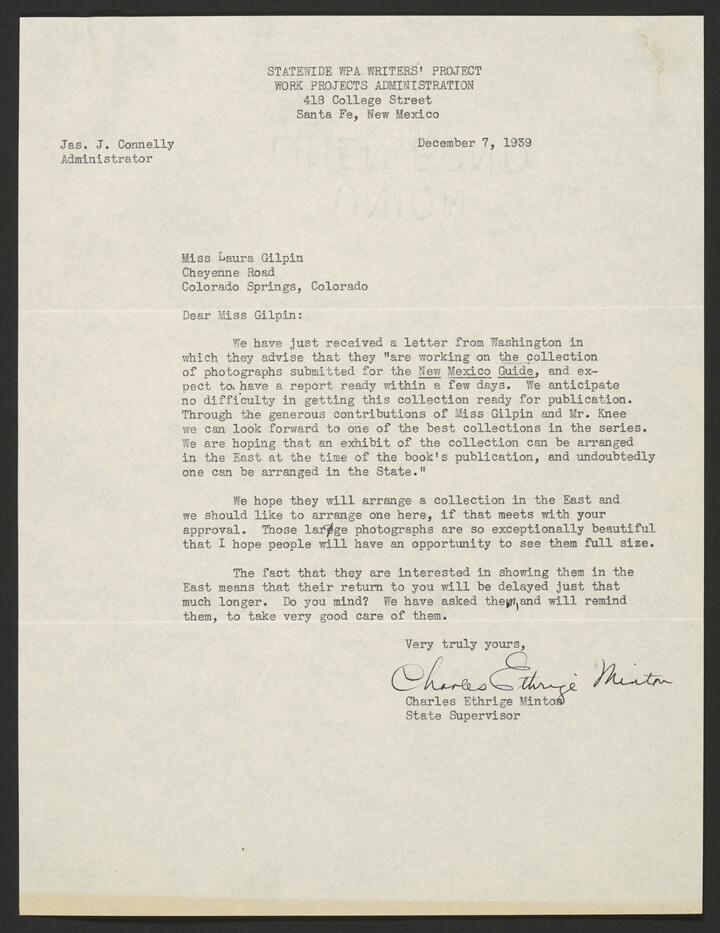 STATEWIDE WPA WRITERS' PROJECT
WORK PROJECTS ADMINISTRATION
418 College Street
Santa Fe, New Mexico
Jas. J. Connelly
Administrator
December 7, 1939
Miss Laura Gilpin
Cheyenne Road
Colorado Springs, Colorado
Dear Miss Gilpin:
We have just received a letter from Washington in
which they advise that they "are working on the collection
of photographs submitted for the New Mexico Guide, and ex-
pect to have a report ready within a few days. We anticipate
no difficulty in getting this collection ready for publication.
Through the generous contributions of Miss Gilpin and Mr. Knee
we can look forward to one of the best collections in the series.
We are hoping that an exhibit of the collection can be arranged
in the East at the time of the book's publication, and undoubtedly
one can be arranged in the State."
We hope they will arrange a collection in the East and
we should like to arrange one here, if that meets with your
approval. Those large photographs are so exceptionally beautiful
that I hope people will have an opportunity to see them full size.
The fact that they are interested in showing them in the
East means that their return to you will be delayed just that
much longer. Do you mind? We have asked them, and will remind
them, to take very good care of them.
Very truly yours,
Charles Ethrige Minton
Charles Ethrige Minton
State Supervisor